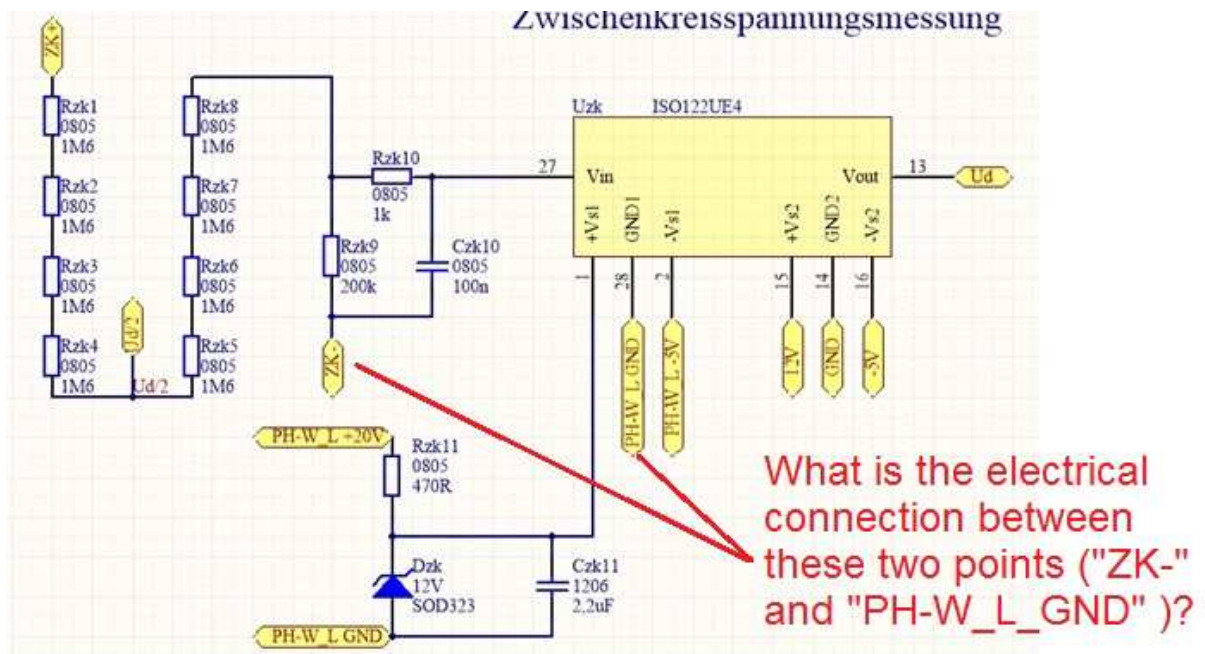 Zwischenkreisspannungsmessung
ZK+
Rzk1
0805
1M6
Rzk2
0805
1M6
Rzk3
0805
1M6
Rzk4
0805
1M6
Ud/2
Ud/2
Rzk8
0805
1M6
Rzk7
0805
1M6
Rzk6
0805
1M6
Rzk5
0805
1M6
Rzk10
0805
1k
Rzk9
0805
200k
Czk10
0805
100n
ZK-
Uzk ISO122UE4
27 Vin
Vout 13 Ud
+Vs1 GND1 -Vs1 +Vs2 GND2 -Vs2
1 28 2 15 14 16
PH-W_L GND
PH-W_L -5V
12V
GND
-5V
PH-W_L +20V
Rzk11
0805
470R
Dzk
12V
SOD323
Czk11
1206
2,2uF
PH-W_L GND
What is the electrical
connection between
these two points ("ZK-"
and "PH-W_L_GND" )?